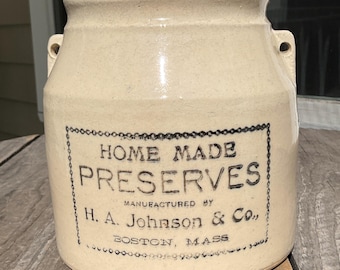 HOME MADE
PRESERVES
MANUFACTURED BY
H. A. Johnson & Co.,
BOSTON, MASS